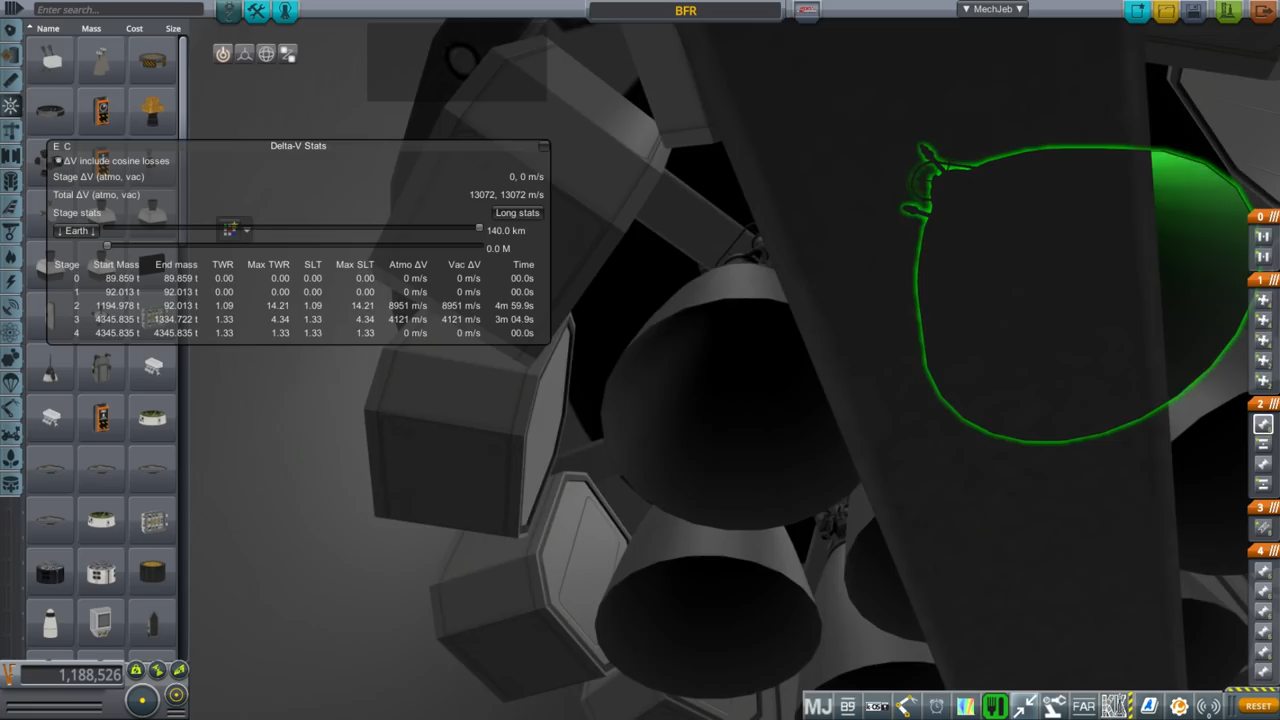 Enter search...
BFR
▼ MechJeb ▼
Name Mass Cost Size
E C Delta-V Stats
ΔV include cosine losses
Stage ΔV (atmo, vac) 0, 0 m/s
Total ΔV (atmo, vac) 13072, 13072 m/s
Stage stats Long stats
↓ Earth ↓ 140.0 km
0.0 M
Stage Start Mass End mass TWR Max TWR SLT Max SLT Atmo ΔV Vac ΔV Time
0 89.859 t 89.859 t 0.00 0.00 0.00 0.00 0 m/s 0 m/s 00.0s
1 92.013 t 92.013 t 0.00 0.00 0.00 0.00 0 m/s 0 m/s 00.0s
2 1194.978 t 92.013 t 1.09 14.21 1.09 14.21 8951 m/s 8951 m/s 4m 59.9s
3 4345.835 t 1334.722 t 1.33 4.34 1.33 4.34 4121 m/s 4121 m/s 3m 04.9s
4 4345.835 t 4345.835 t 1.33 1.33 1.33 1.33 0 m/s 0 m/s 00.0s
0
1
2
3
4
1,188,526
MJ B9 kOS FAR KK A
RESET